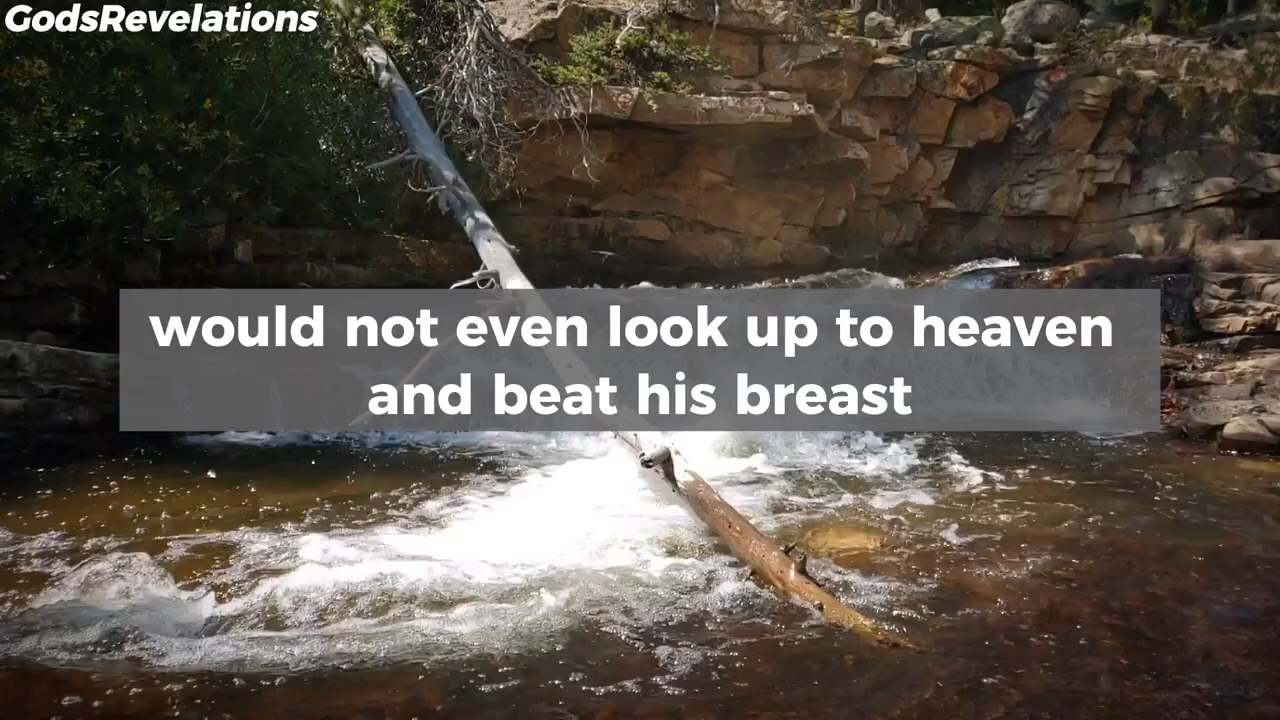 GodsRevelations
would not even look up to heaven
and beat his breast